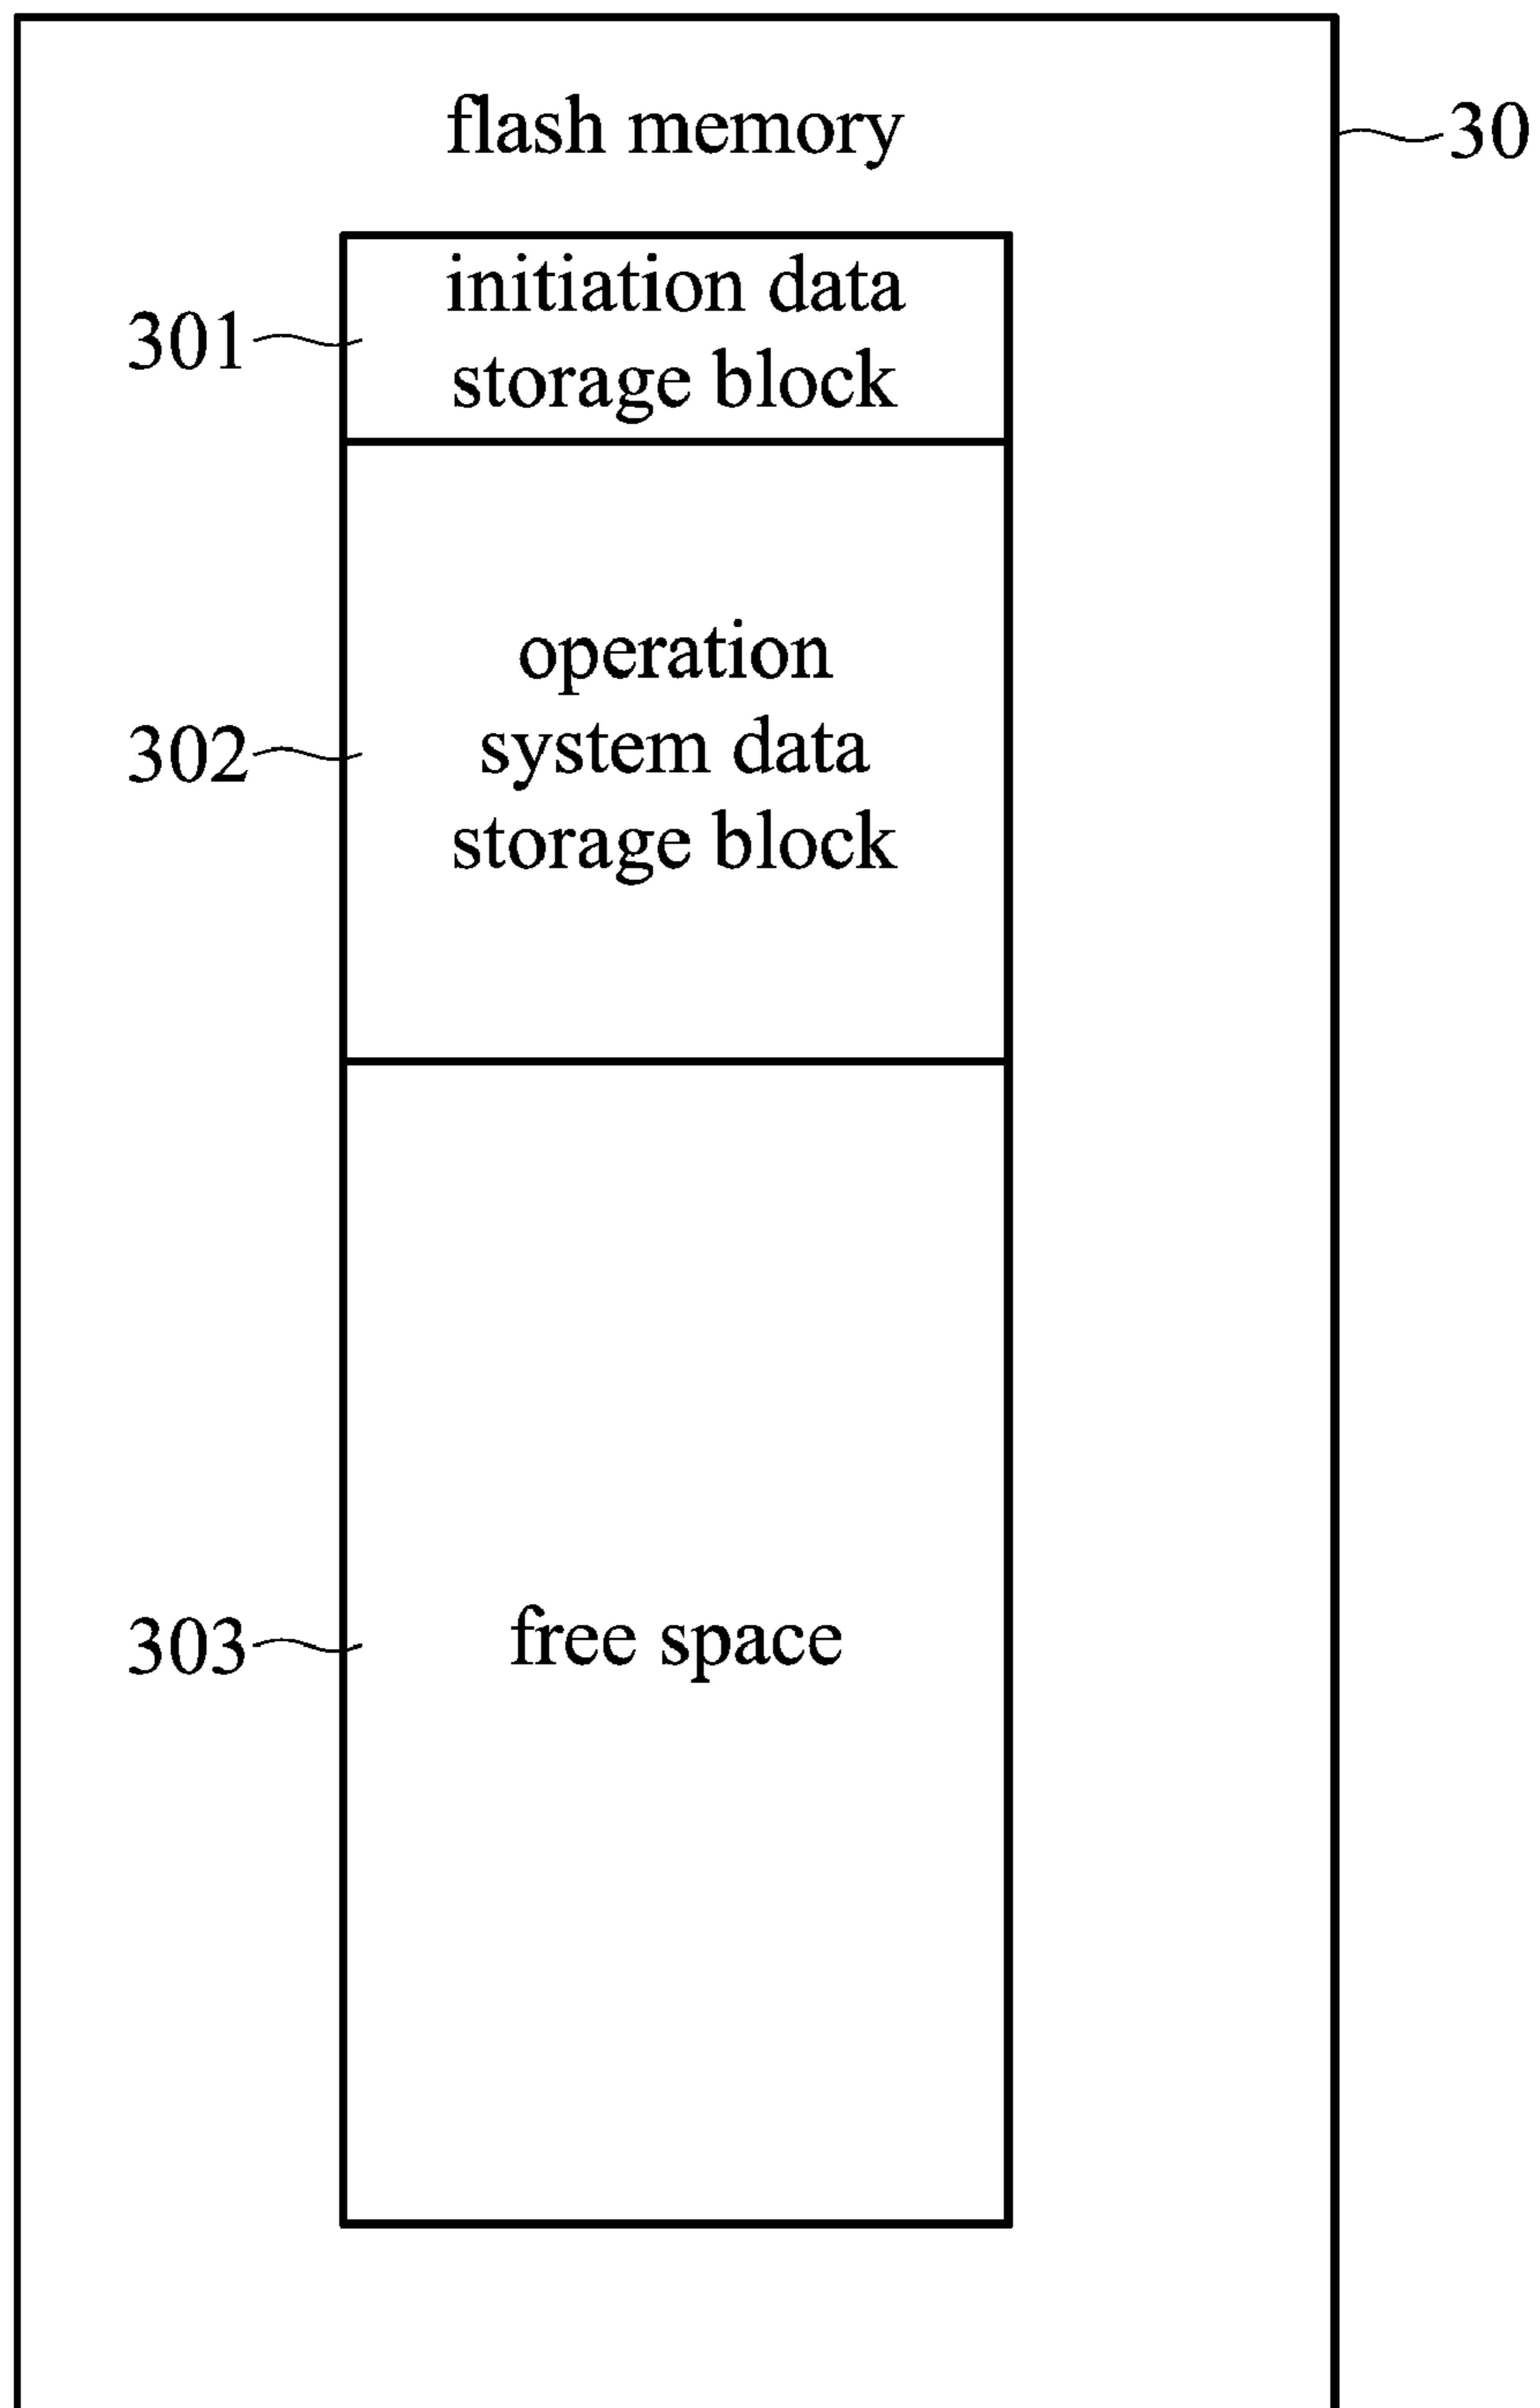 flash memory
30
initiation data
storage block
301
operation
system data
storage block
302
free space
303